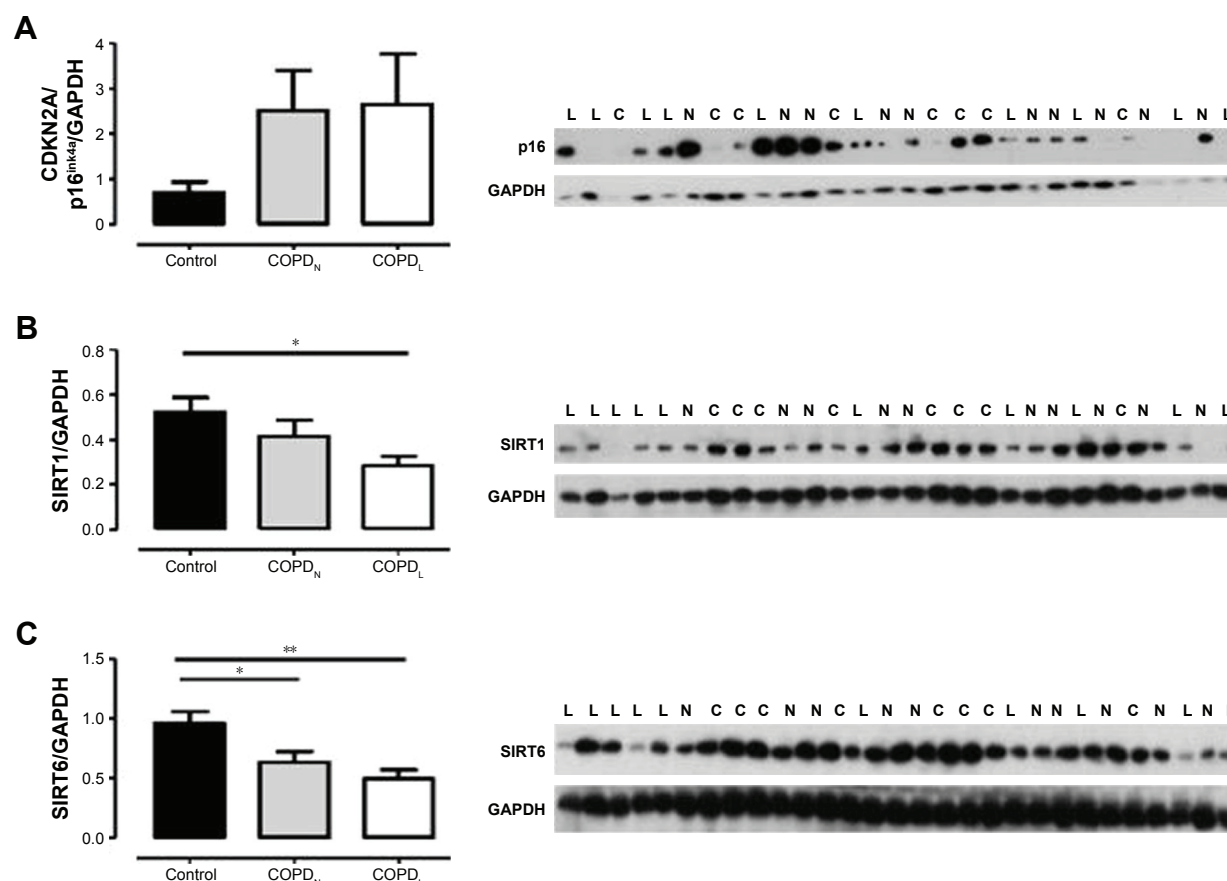 A
CDKN2A/
p16ink4a/GAPDH
4
3
2
1
0
Control
COPDN
COPDL
L L C L L N C C L N N C L N N C C C L N N L N C N L N L
p16
GAPDH
B
SIRT1/GAPDH
0.8
0.6
0.4
0.2
0.0
*
Control
COPDN
COPDL
L L L L L N C C C N N C L N N C C C L N N L N C N L N L
SIRT1
GAPDH
C
SIRT6/GAPDH
1.5
1.0
0.5
0.0
**
*
Control
COPDN
COPDL
L L L L L N C C C N N C L N N C C C L N N L N C N L N
SIRT6
GAPDH